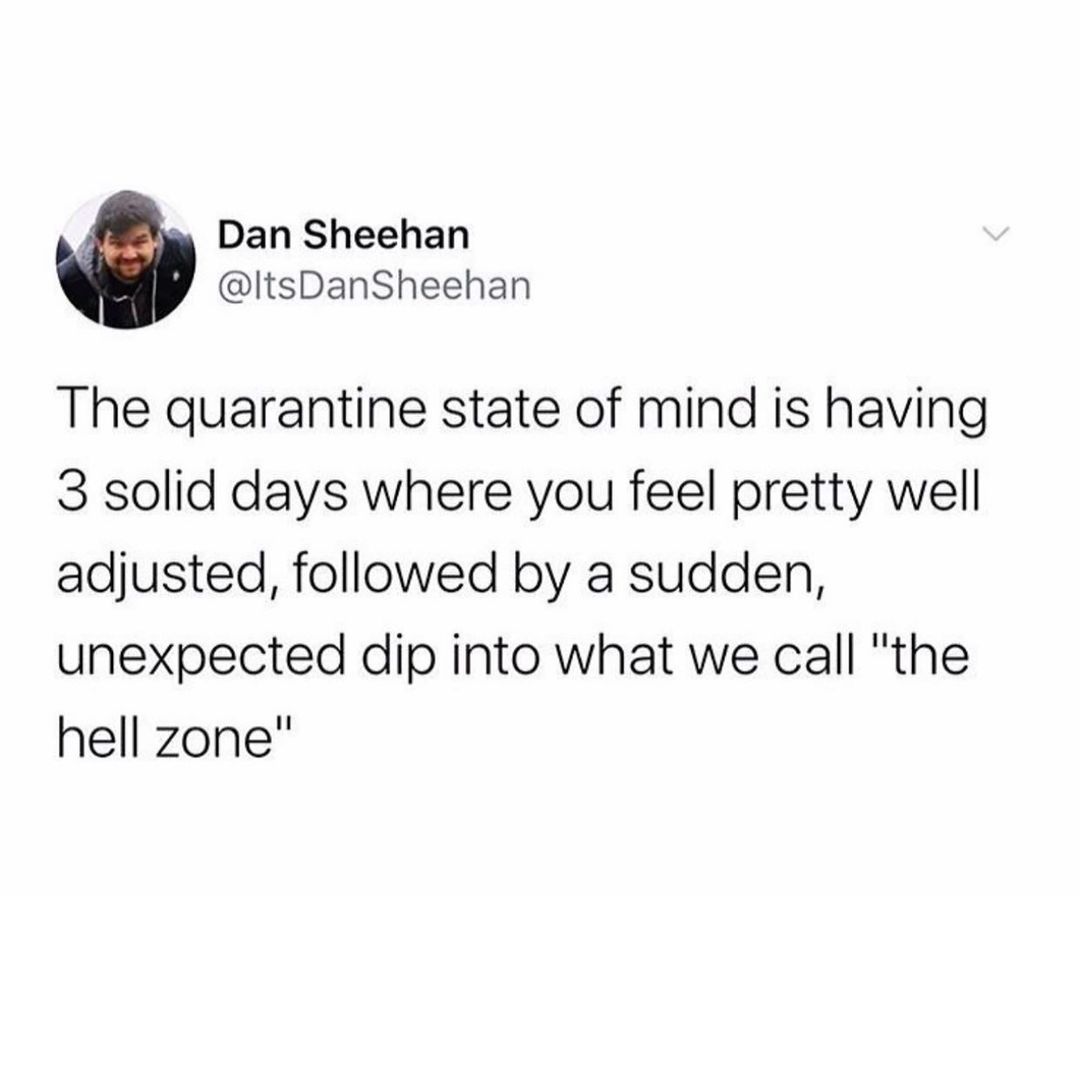 Dan Sheehan
@ItsDanSheehan
The quarantine state of mind is having
3 solid days where you feel pretty well
adjusted, followed by a sudden,
unexpected dip into what we call "the
hell zone"